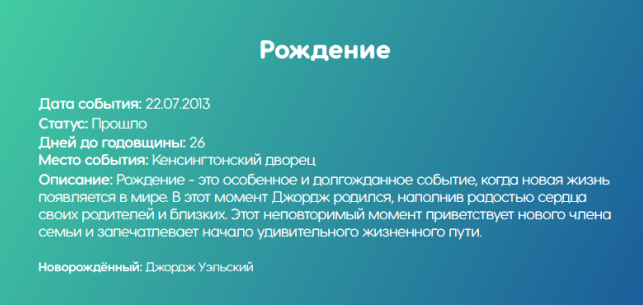 Рождение
Дата события: 22.07.2013
Статус: Прошло
Дней до годовщины: 26
Место события: Кенсингтонский дворец
Описание: Рождение - это особенное и долгожданное событие, когда новая жизнь
появляется в мире. В этот момент Джордж родился, наполнив радостью сердца
своих родителей и близких. Этот неповторимый момент приветствует нового члена
семьи и запечатлевает начало удивительного жизненного пути.
Новорождённый: Джордж Уэльский